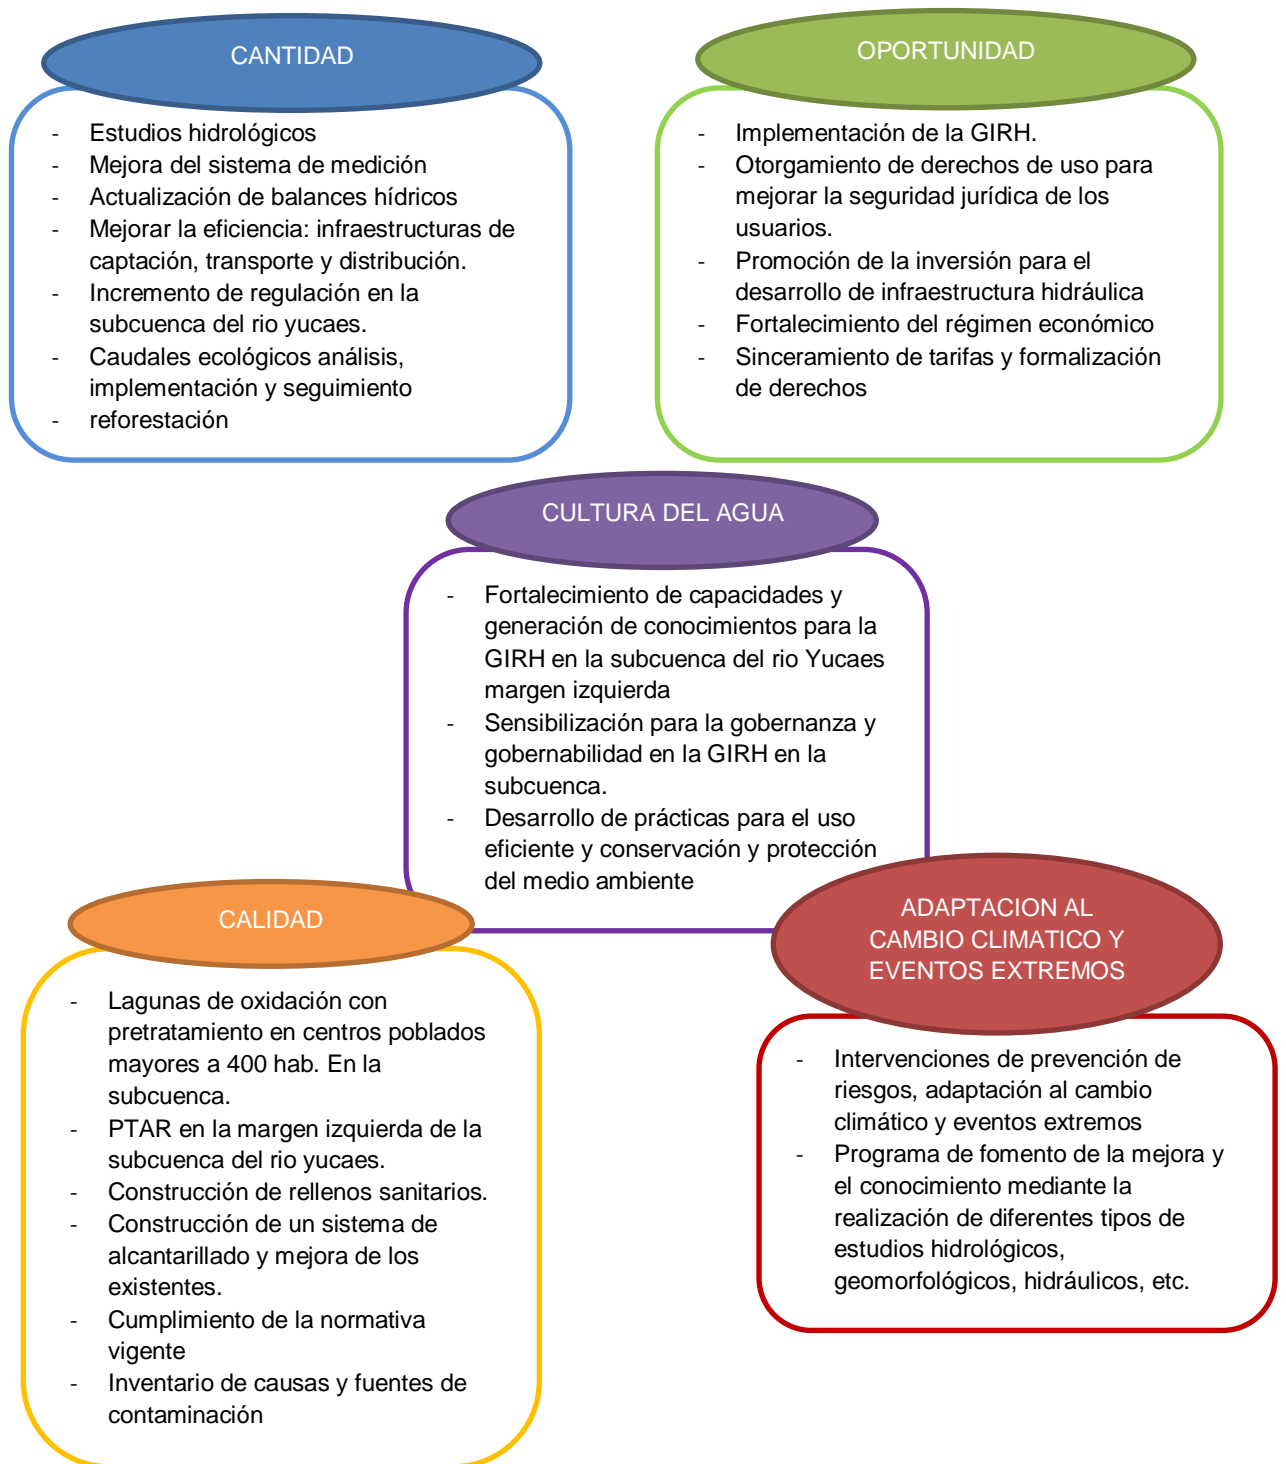 CANTIDAD
- Estudios hidrológicos
- Mejora del sistema de medición
- Actualización de balances hídricos
- Mejorar la eficiencia: infraestructuras de
captación, transporte y distribución.
- Incremento de regulación en la
subcuenca del rio yucaes.
- Caudales ecológicos análisis,
implementación y seguimiento
- reforestación
OPORTUNIDAD
- Implementación de la GIRH.
- Otorgamiento de derechos de uso para
mejorar la seguridad jurídica de los
usuarios.
- Promoción de la inversión para el
desarrollo de infraestructura hidráulica
- Fortalecimiento del régimen económico
- Sinceramiento de tarifas y formalización
de derechos
CULTURA DEL AGUA
- Fortalecimiento de capacidades y
generación de conocimientos para la
GIRH en la subcuenca del rio Yucaes
margen izquierda
- Sensibilización para la gobernanza y
gobernabilidad en la GIRH en la
subcuenca.
- Desarrollo de prácticas para el uso
eficiente y conservación y protección
del medio ambiente
CALIDAD
- Lagunas de oxidación con
pretratamiento en centros poblados
mayores a 400 hab. En la
subcuenca.
- PTAR en la margen izquierda de la
subcuenca del rio yucaes.
- Construcción de rellenos sanitarios.
- Construcción de un sistema de
alcantarillado y mejora de los
existentes.
- Cumplimiento de la normativa
vigente
- Inventario de causas y fuentes de
contaminación
ADAPTACION AL
CAMBIO CLIMATICO Y
EVENTOS EXTREMOS
- Intervenciones de prevención de
riesgos, adaptación al cambio
climático y eventos extremos
- Programa de fomento de la mejora y
el conocimiento mediante la
realización de diferentes tipos de
estudios hidrológicos,
geomorfológicos, hidráulicos, etc.